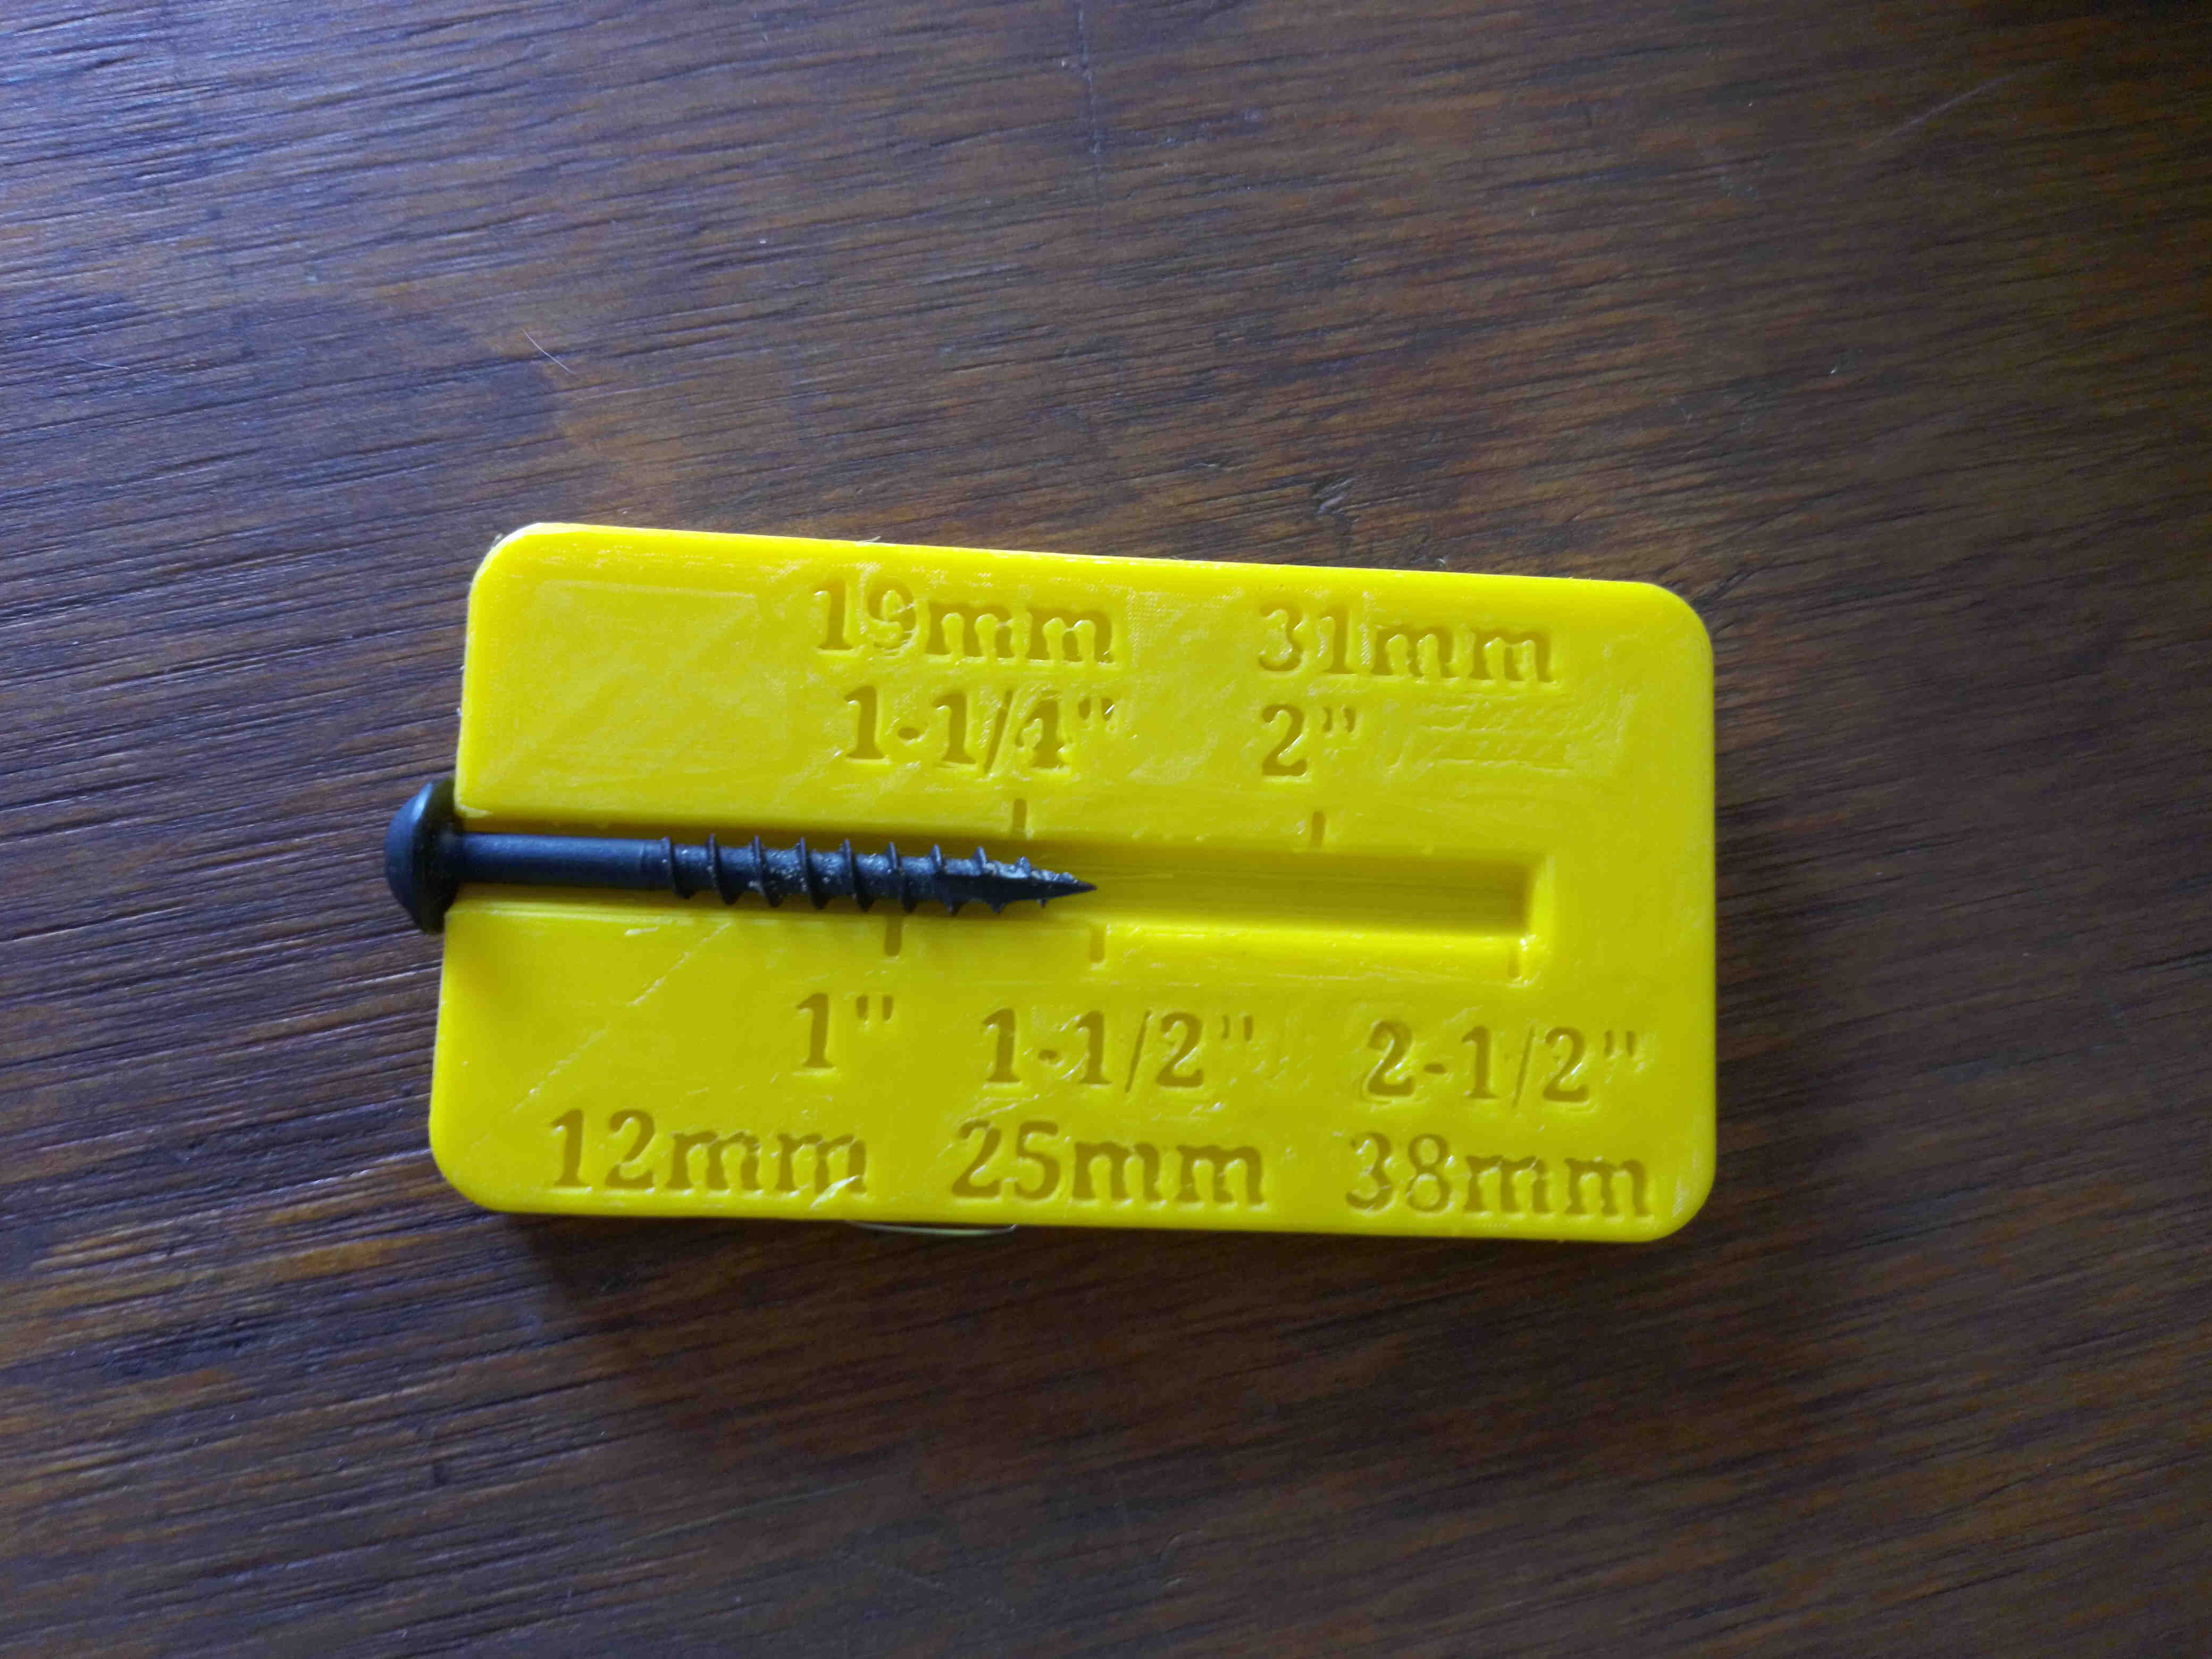 19mm 31mm
1-1/4" 2"
1" 1-1/2" 2-1/2"
12mm 25mm 38mm